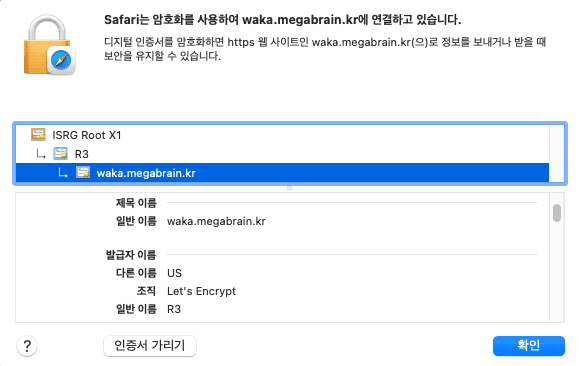 Safari는 암호화를 사용하여 waka.megabrain.kr에 연결하고 있습니다.
디지털 인증서를 암호화하면 https 웹 사이트인 waka.megabrain.kr(으)로 정보를 보내거나 받을 때
보안을 유지할 수 있습니다.
ISRG Root X1
R3
waka.megabrain.kr
제목 이름
일반 이름 waka.megabrain.kr
발급자 이름
다른 이름 US
조직 Let's Encrypt
일반 이름 R3
? 인증서 가리기 확인